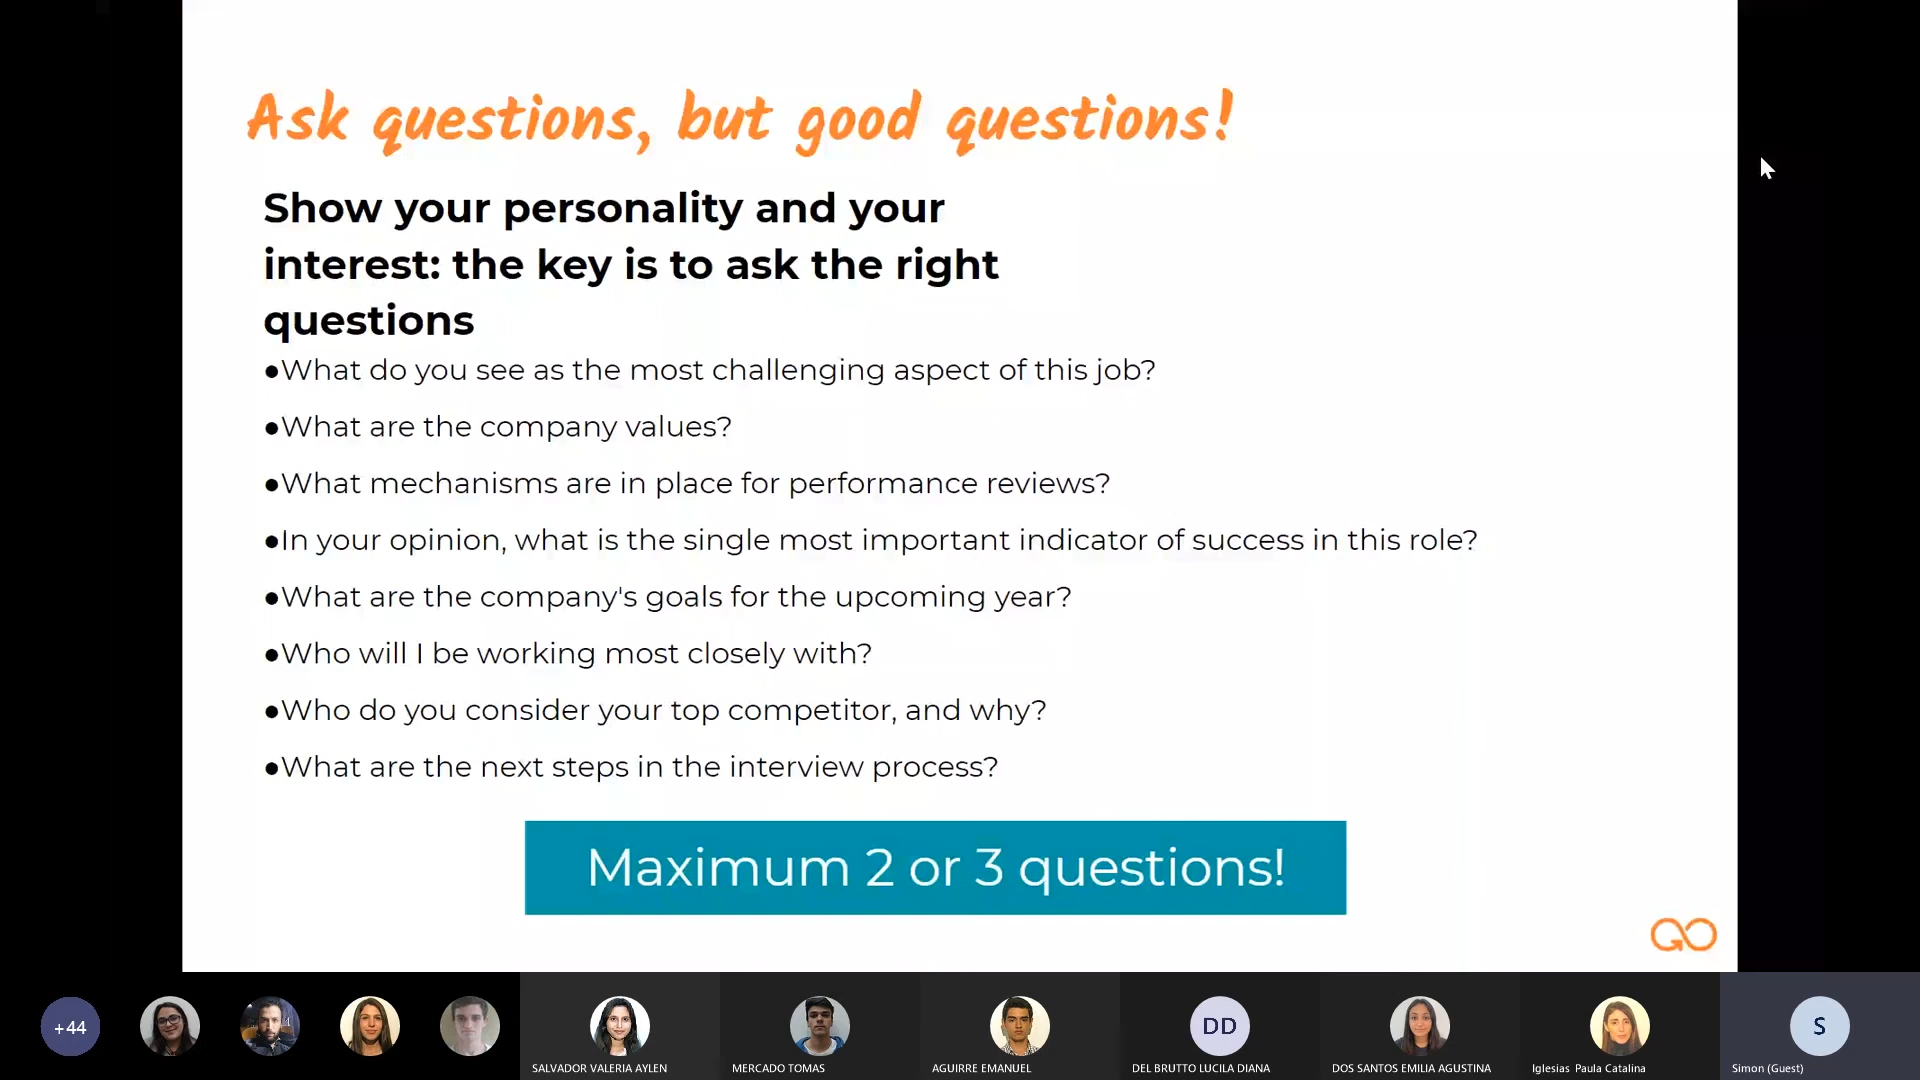 Ask questions, but good questions!
Show your personality and your
interest: the key is to ask the right
questions
●What do you see as the most challenging aspect of this job?
●What are the company values?
●What mechanisms are in place for performance reviews?
●In your opinion, what is the single most important indicator of success in this role?
●What are the company's goals for the upcoming year?
●Who will I be working most closely with?
●Who do you consider your top competitor, and why?
●What are the next steps in the interview process?
Maximum 2 or 3 questions!
+44
DD
S
SALVADOR VALERIA AYLEN
MERCADO TOMAS
AGUIRRE EMANUEL
DEL BRUTTO LUCILA DIANA
DOS SANTOS EMILIA AGUSTINA
Iglesias Paula Catalina
Simon (Guest)